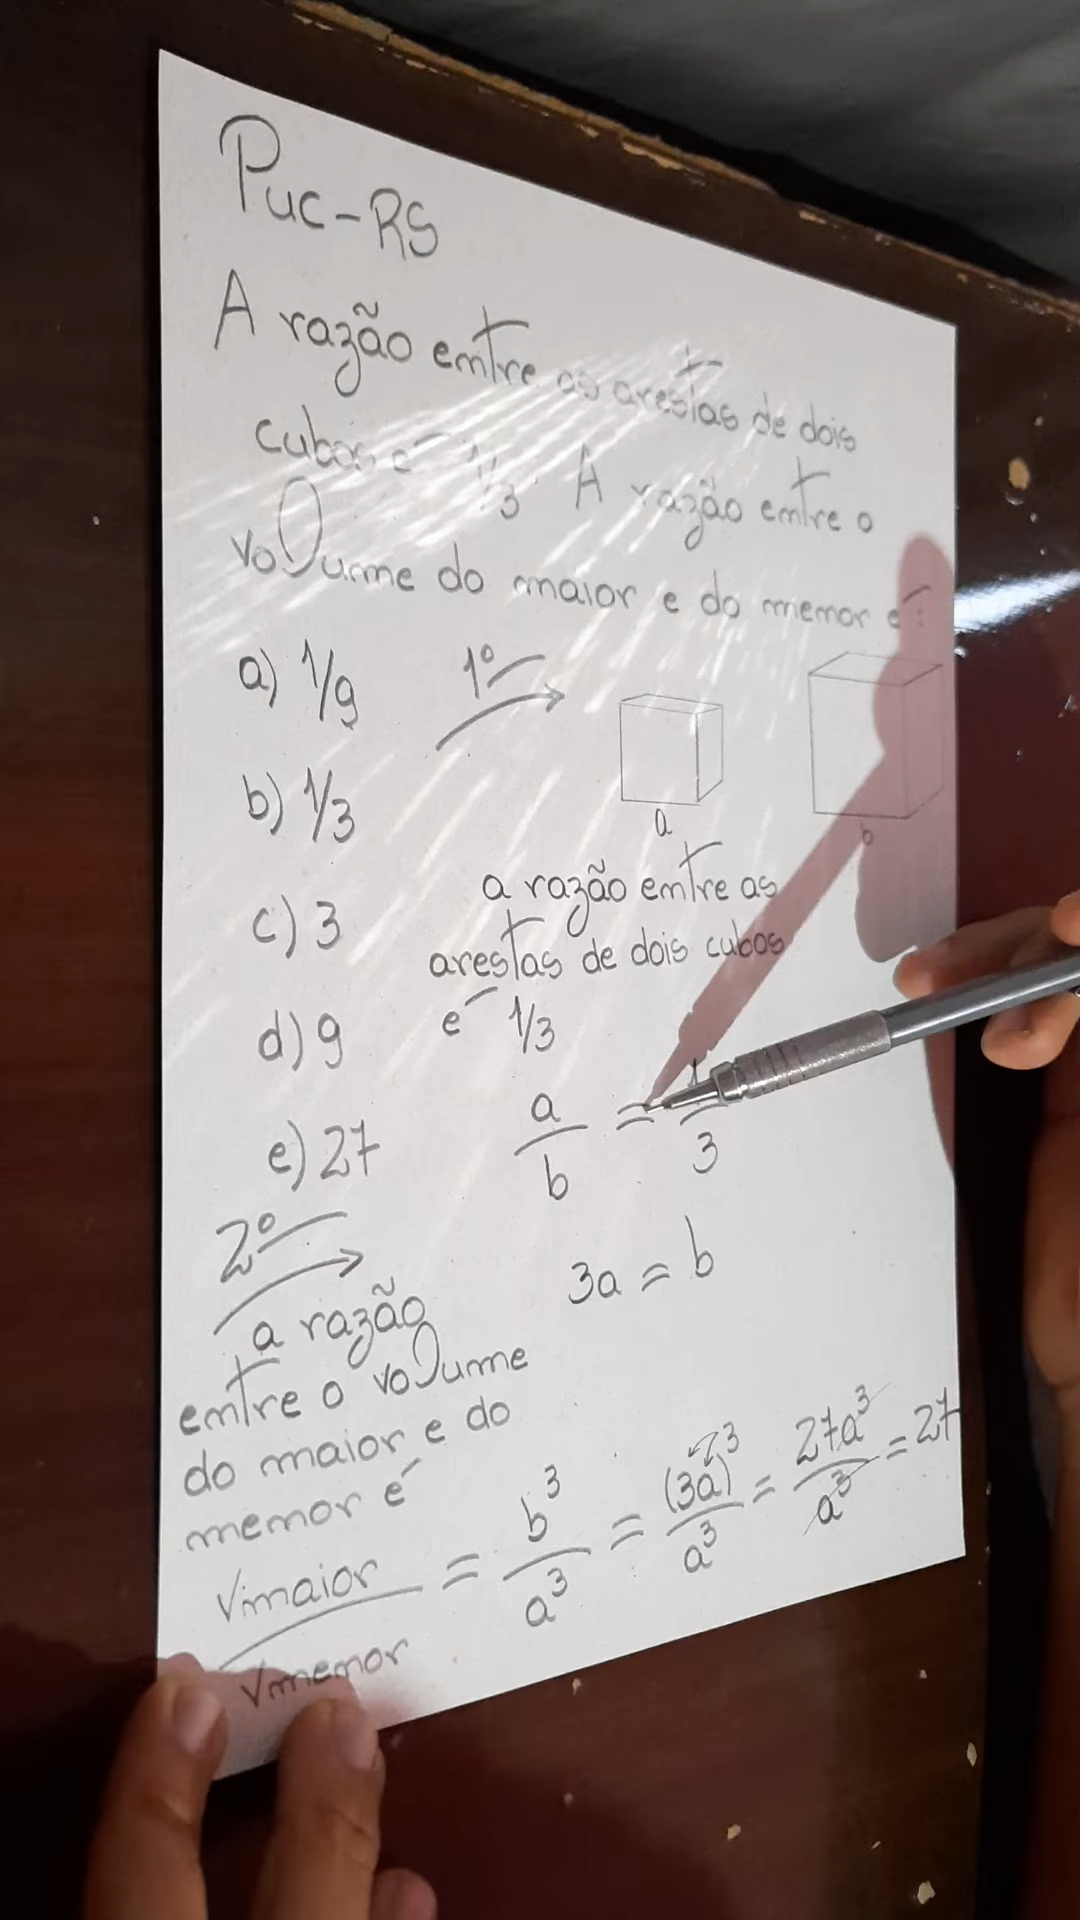 Puc-RS
A razão entre as arestas de dois
cubos é 1/3. A razão entre o
volume do maior e do menor é:
a) 1/9
1º
b) 1/3
a
b
c) 3
a razão entre as
arestas de dois cubos
é 1/3
d) 9
e) 27
a/b = 1/3
3a = b
2º
a razão
entre o volume
do maior e do
menor é
Vmaior/Vmenor = b³/a³ = (3a)³/a³ = 27a³/a³ = 27